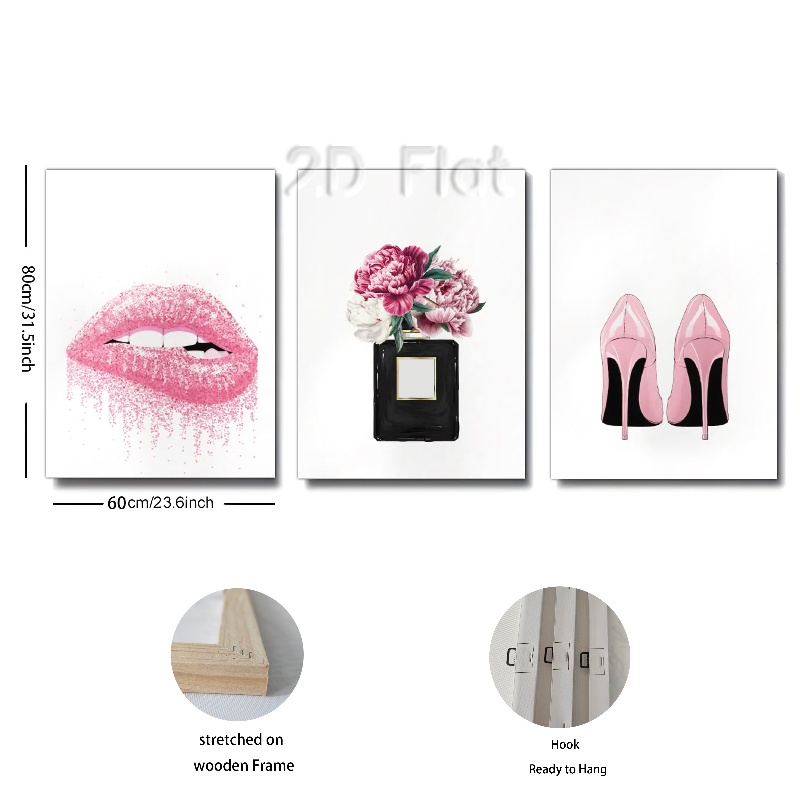 2D Flat
80cm/31.5inch
60cm/23.6inch
stretched on
wooden Frame
Hook
Ready to Hang